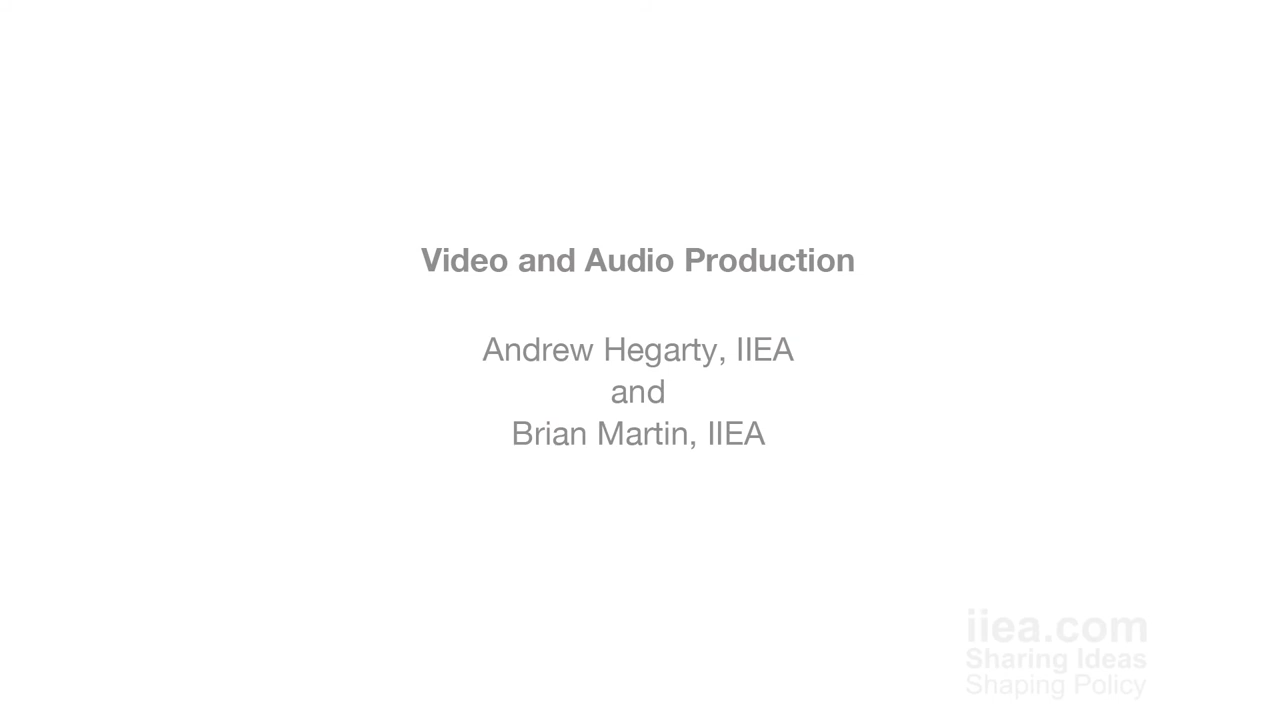 Video and Audio Production
Andrew Hegarty, IIEA
and
Brian Martin, IIEA
iiea.com
Sharing Ideas
Shaping Policy